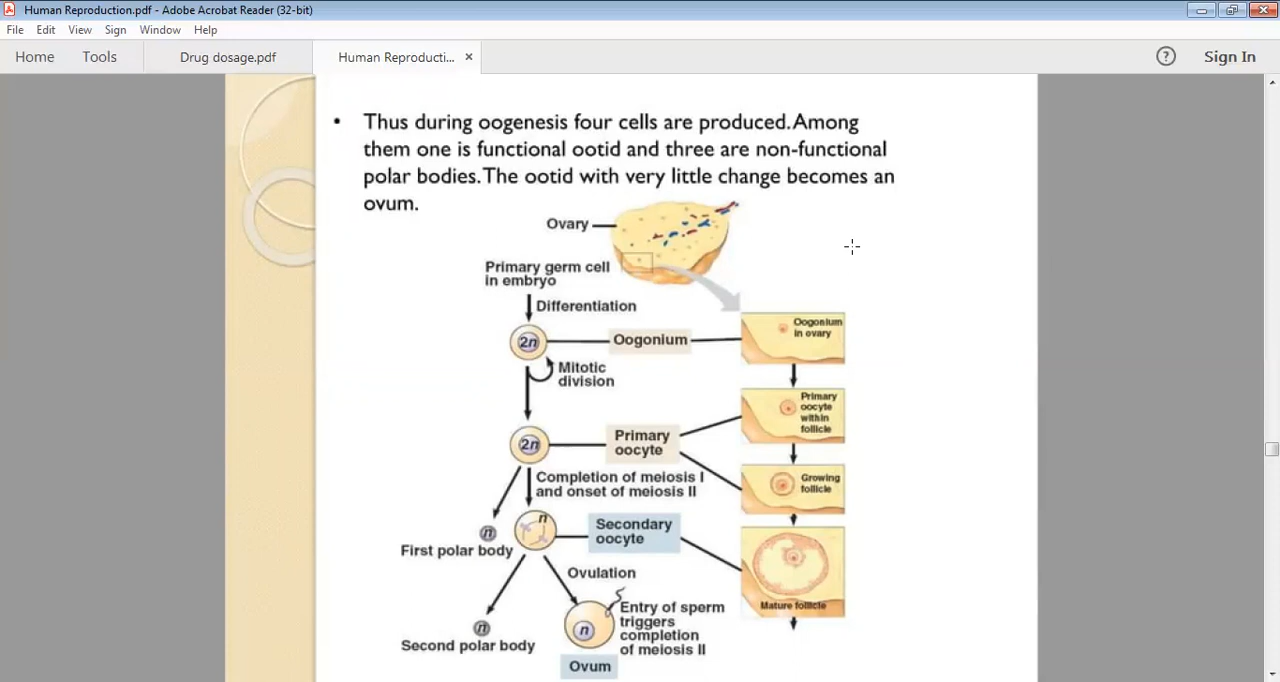 Human Reproduction.pdf - Adobe Acrobat Reader (32-bit)
File Edit View Sign Window Help
Home Tools Drug dosage.pdf Human Reproducti... × ? Sign In
• Thus during oogenesis four cells are produced.Among
them one is functional ootid and three are non-functional
polar bodies.The ootid with very little change becomes an
ovum.
Ovary
Primary germ cell
in embryo
Differentiation
2n
Oogonium
Oogonium
in ovary
Mitotic
division
2n
Primary
oocyte
Primary
oocyte
within
follicle
Completion of meiosis I
and onset of meiosis II
Growing
follicle
n
First polar body
n
Secondary
oocyte
Mature follicle
Ovulation
n
Second polar body
n
Entry of sperm
triggers
completion
of meiosis II
Ovum